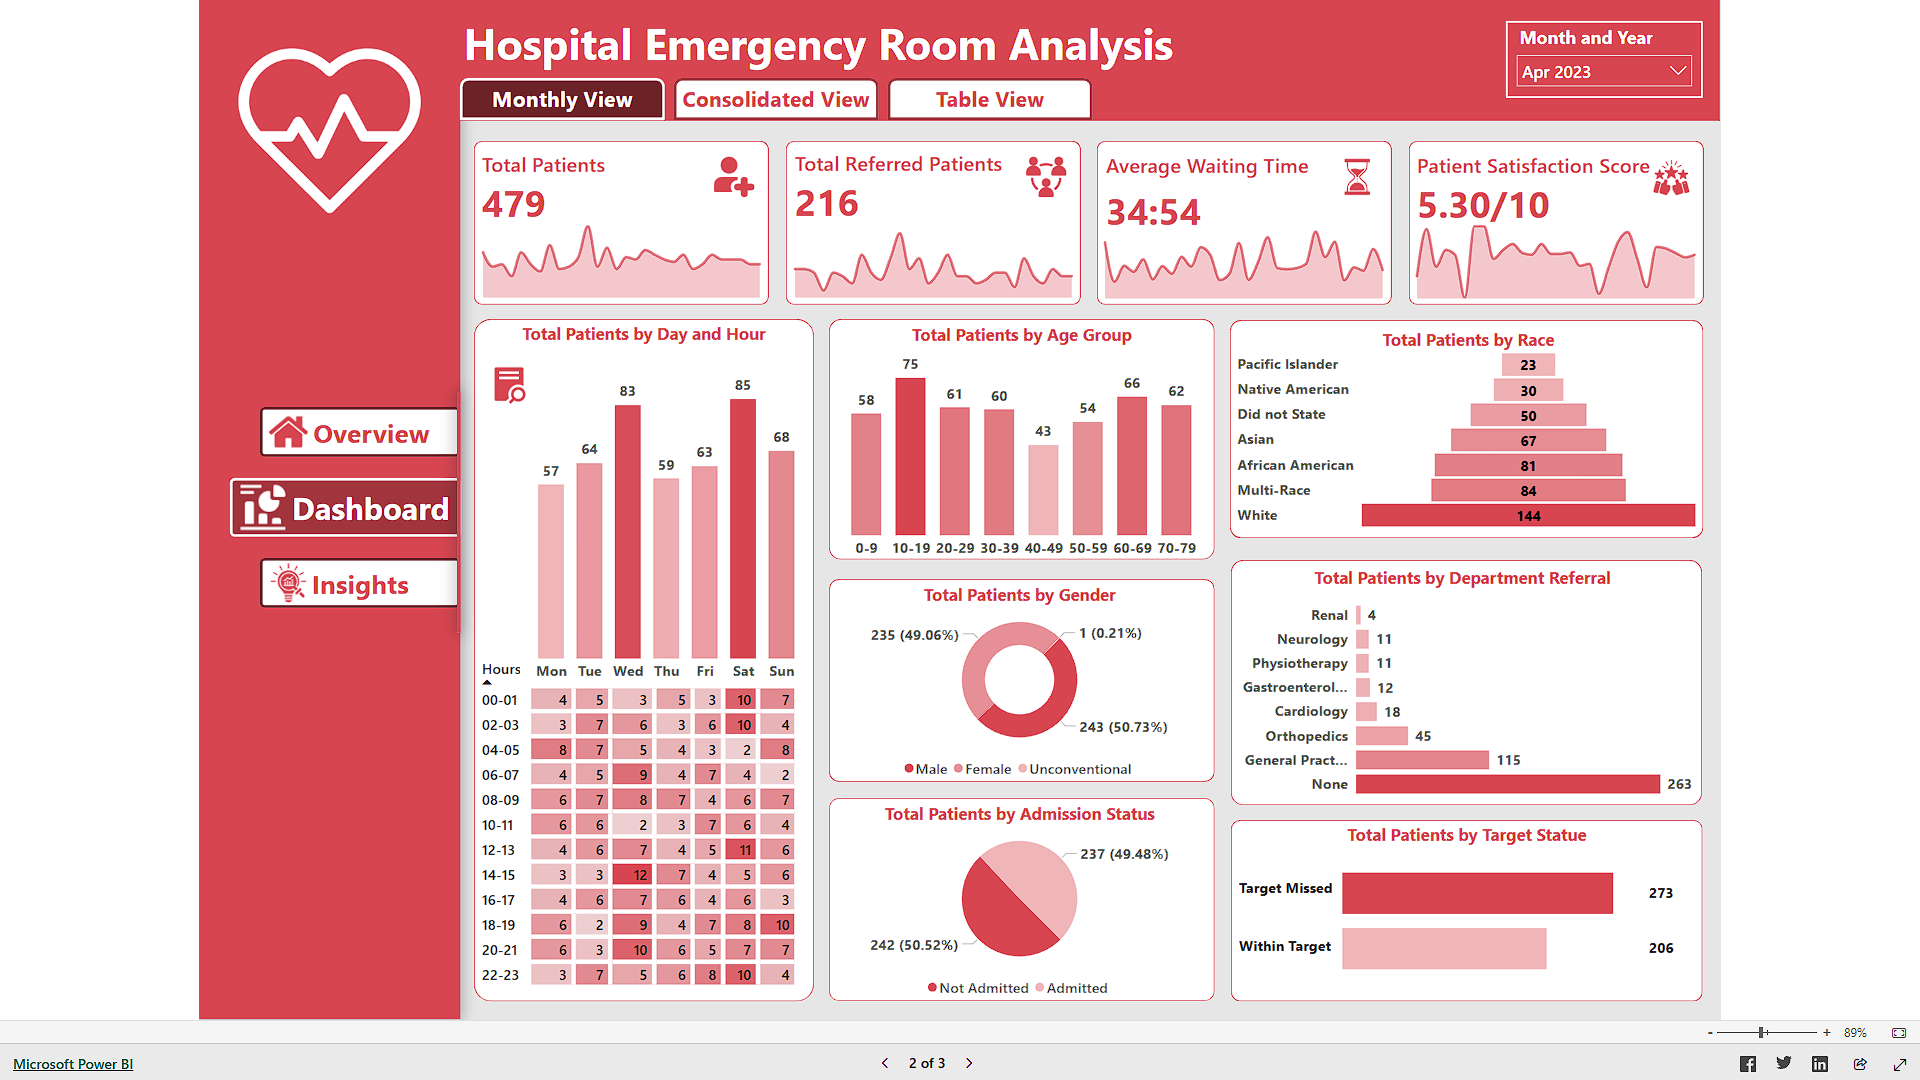 Hospital Emergency Room Analysis
Month and Year
Apr 2023
Monthly View
Consolidated View
Table View
Overview
Dashboard
Insights
Total Patients
479
Total Referred Patients
216
Average Waiting Time
34:54
Patient Satisfaction Score
5.30/10
Total Patients by Day and Hour
57 64 83 59 63 85 68
Hours Mon Tue Wed Thu Fri Sat Sun
00-01 4 5 3 5 3 10 7
02-03 3 7 6 3 6 10 4
04-05 8 7 5 4 3 2 8
06-07 4 5 9 4 7 4 2
08-09 6 7 8 7 4 6 7
10-11 6 6 2 3 7 6 4
12-13 4 6 7 4 5 11 6
14-15 3 3 12 7 4 5 6
16-17 4 6 7 6 4 6 3
18-19 6 2 9 4 7 8 10
20-21 6 3 10 6 5 7 7
22-23 3 7 5 6 8 10 4
Total Patients by Age Group
58 75 61 60 43 54 66 62
0-9 10-19 20-29 30-39 40-49 50-59 60-69 70-79
Total Patients by Gender
235 (49.06%)
1 (0.21%)
243 (50.73%)
Male Female Unconventional
Total Patients by Admission Status
237 (49.48%)
242 (50.52%)
Not Admitted Admitted
Total Patients by Race
Pacific Islander 23
Native American 30
Did not State 50
Asian 67
African American 81
Multi-Race 84
White 144
Total Patients by Department Referral
Renal 4
Neurology 11
Physiotherapy 11
Gastroenterol... 12
Cardiology 18
Orthopedics 45
General Pract... 115
None 263
Total Patients by Target Statue
Target Missed 273
Within Target 206
- + 89%
Microsoft Power BI
< 2 of 3 >